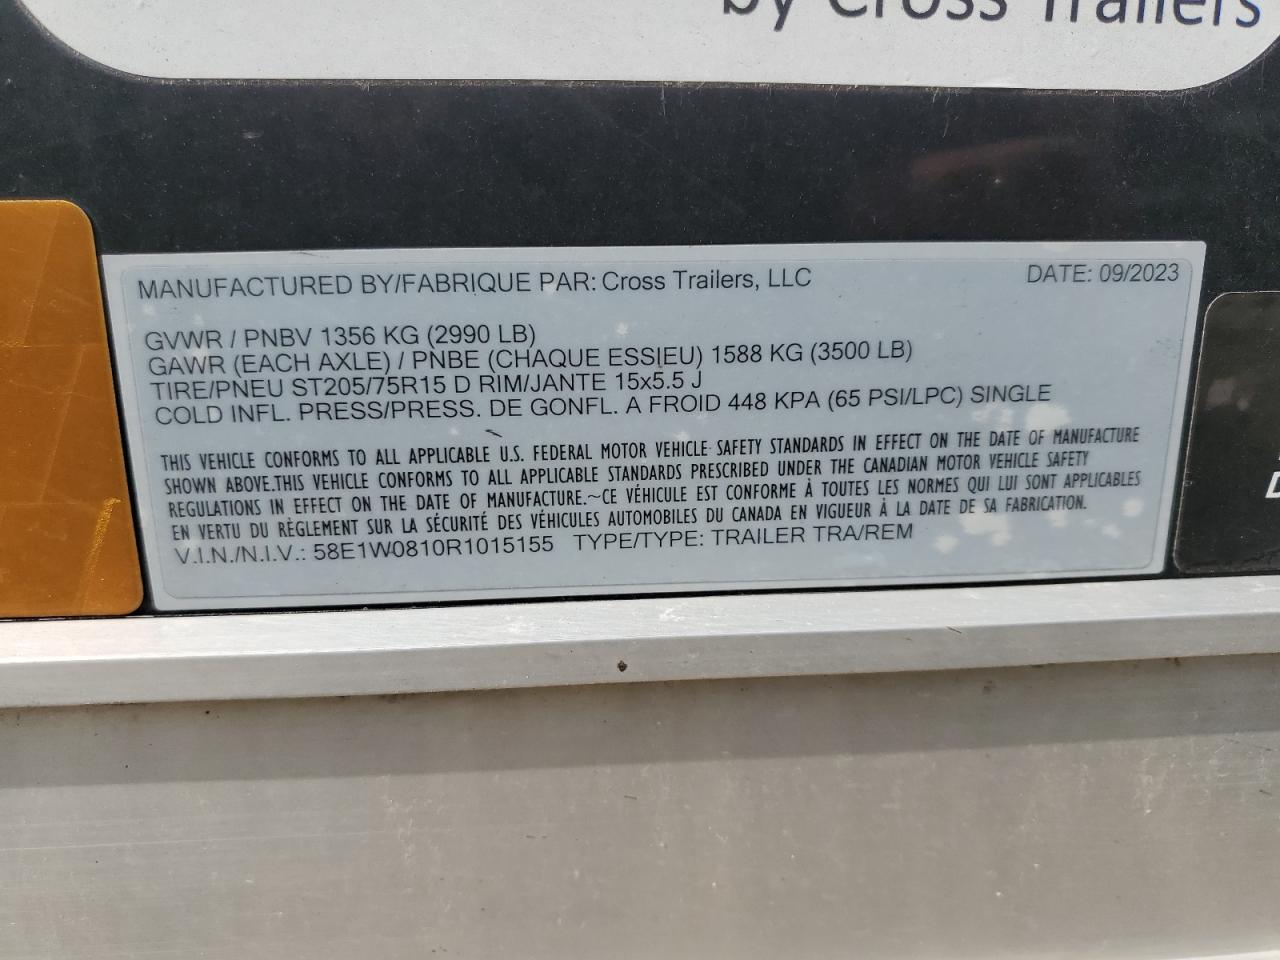 by Cross Trailers
MANUFACTURED BY/FABRIQUE PAR: Cross Trailers, LLC DATE: 09/2023
GVWR / PNBV 1356 KG (2990 LB)
GAWR (EACH AXLE) / PNBE (CHAQUE ESSIEU) 1588 KG (3500 LB)
TIRE/PNEU ST205/75R15 D RIM/JANTE 15x5.5 J
COLD INFL. PRESS/PRESS. DE GONFL. A FROID 448 KPA (65 PSI/LPC) SINGLE
THIS VEHICLE CONFORMS TO ALL APPLICABLE U.S. FEDERAL MOTOR VEHICLE SAFETY STANDARDS IN EFFECT ON THE DATE OF MANUFACTURE
SHOWN ABOVE.THIS VEHICLE CONFORMS TO ALL APPLICABLE STANDARDS PRESCRIBED UNDER THE CANADIAN MOTOR VEHICLE SAFETY
REGULATIONS IN EFFECT ON THE DATE OF MANUFACTURE.~CE VÉHICULE EST CONFORME À TOUTES LES NORMES QUI LUI SONT APPLICABLES
EN VERTU DU RÈGLEMENT SUR LA SÉCURITÉ DES VÉHICULES AUTOMOBILES DU CANADA EN VIGUEUR À LA DATE DE SA FABRICATION.
V.I.N./N.I.V.: 58E1W0810R1015155 TYPE/TYPE: TRAILER TRA/REM